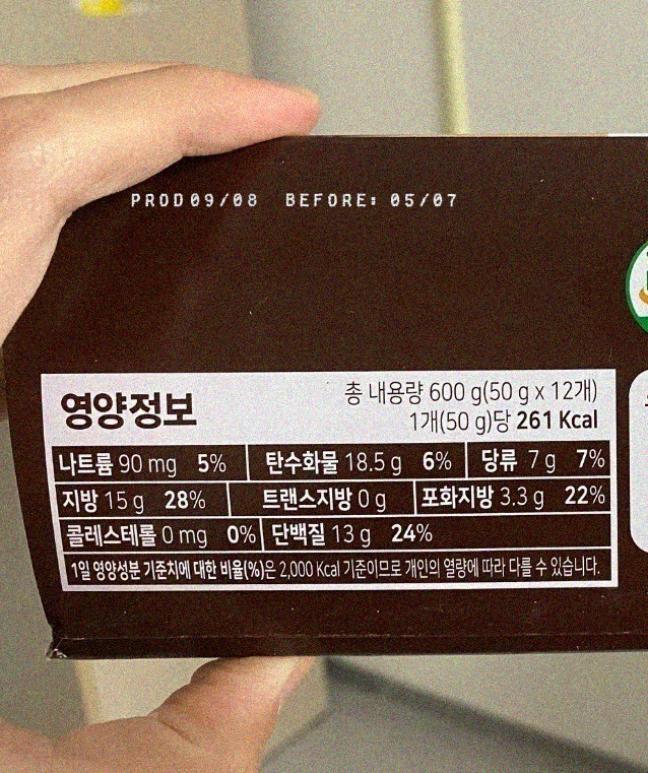 PROD 09/08 BEFORE: 05/07
영양정보
총 내용량 600 g(50 g x 12개)
1개(50 g)당 261 Kcal
나트륨 90 mg 5% 탄수화물 18.5 g 6% 당류 7 g 7%
지방 15 g 28% 트랜스지방 0 g 포화지방 3.3 g 22%
콜레스테롤 0 mg 0% 단백질 13 g 24%
1일 영양성분 기준치에 대한 비율(%)은 2,000 Kcal 기준이므로 개인의 열량에 따라 다를 수 있습니다.